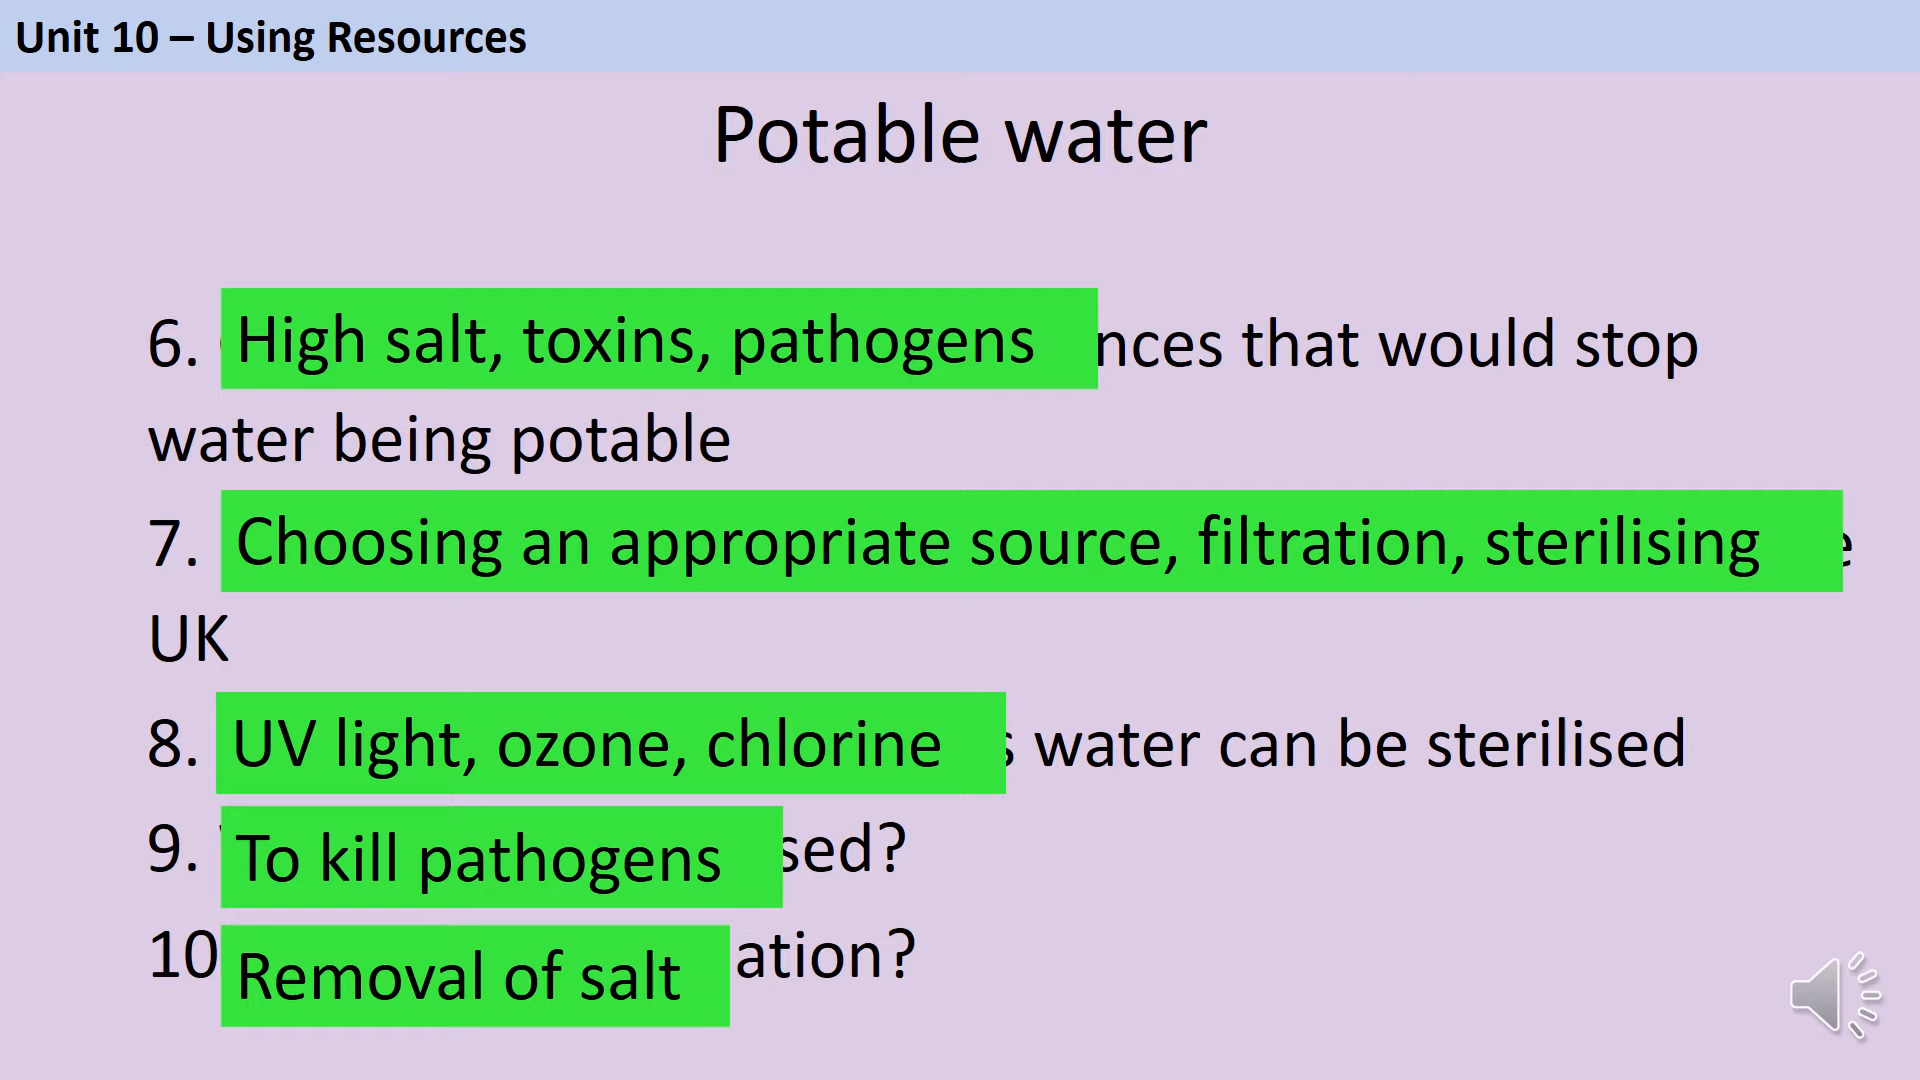 Unit 10 – Using Resources
Potable water
6. High salt, toxins, pathogens nces that would stop
water being potable
7. Choosing an appropriate source, filtration, sterilising e
UK
8. UV light, ozone, chlorine s water can be sterilised
9. To kill pathogens sed?
10 Removal of salt ation?